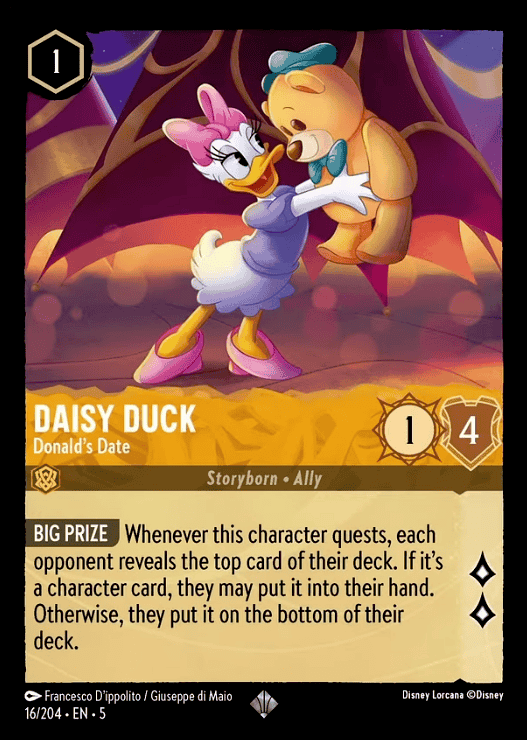 1
DAISY DUCK
Donald's Date
1
4
Storyborn • Ally
BIG PRIZE Whenever this character quests, each
opponent reveals the top card of their deck. If it's
a character card, they may put it into their hand.
Otherwise, they put it on the bottom of their
deck.
Francesco D'ippolito / Giuseppe di Maio
Disney Lorcana ©Disney
16/204 • EN • 5